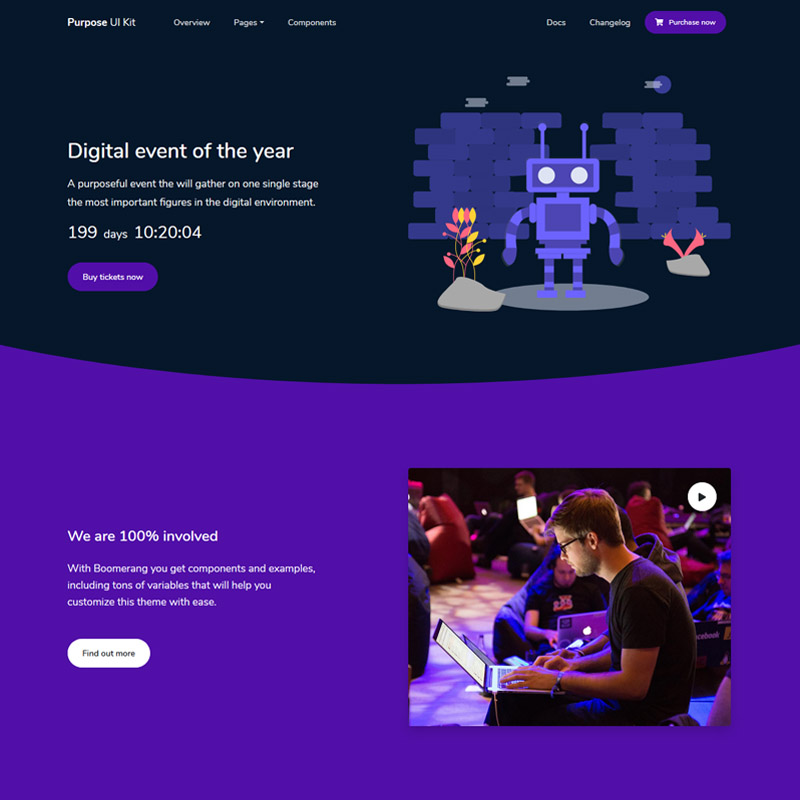 Purpose UI Kit Overview Pages Components Docs Changelog Purchase now
Digital event of the year
A purposeful event the will gather on one single stage
the most important figures in the digital environment.
199 days 10:20:04
Buy tickets now
We are 100% involved
With Boomerang you get components and examples,
including tons of variables that will help you
customize this theme with ease.
Find out more
facebook